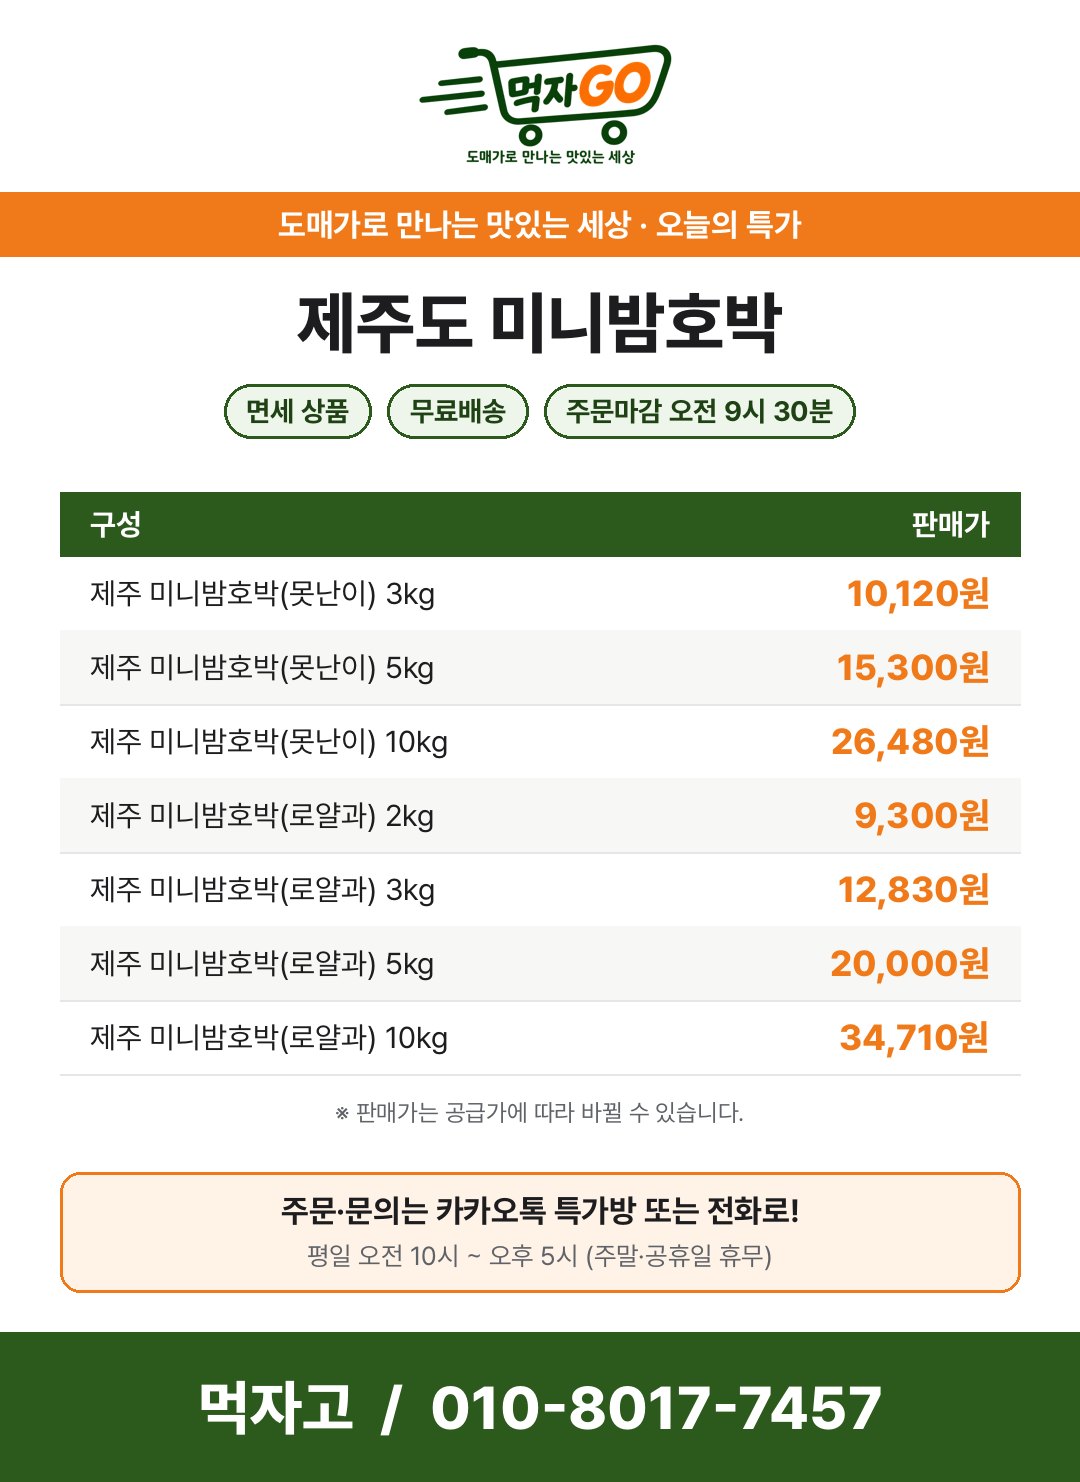 먹자GO
도매가로 만나는 맛있는 세상
도매가로 만나는 맛있는 세상 · 오늘의 특가
제주도 미니밤호박
면세 상품 무료배송 주문마감 오전 9시 30분
구성 판매가
제주 미니밤호박(못난이) 3kg 10,120원
제주 미니밤호박(못난이) 5kg 15,300원
제주 미니밤호박(못난이) 10kg 26,480원
제주 미니밤호박(로얄과) 2kg 9,300원
제주 미니밤호박(로얄과) 3kg 12,830원
제주 미니밤호박(로얄과) 5kg 20,000원
제주 미니밤호박(로얄과) 10kg 34,710원
※ 판매가는 공급가에 따라 바뀔 수 있습니다.
주문·문의는 카카오톡 특가방 또는 전화로!
평일 오전 10시 ~ 오후 5시 (주말·공휴일 휴무)
먹자고 / 010-8017-7457